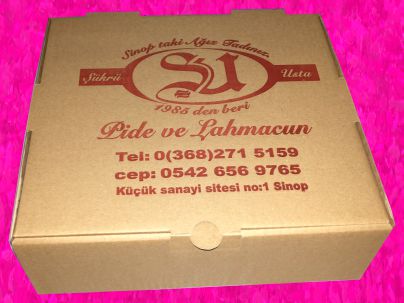 Sinop taki Ağız Tadınız
Şükrü SU Usta
1985 den beri
Pide ve Lahmacun
Tel: 0(368)271 5159
cep: 0542 656 9765
Küçük sanayi sitesi no:1 Sinop